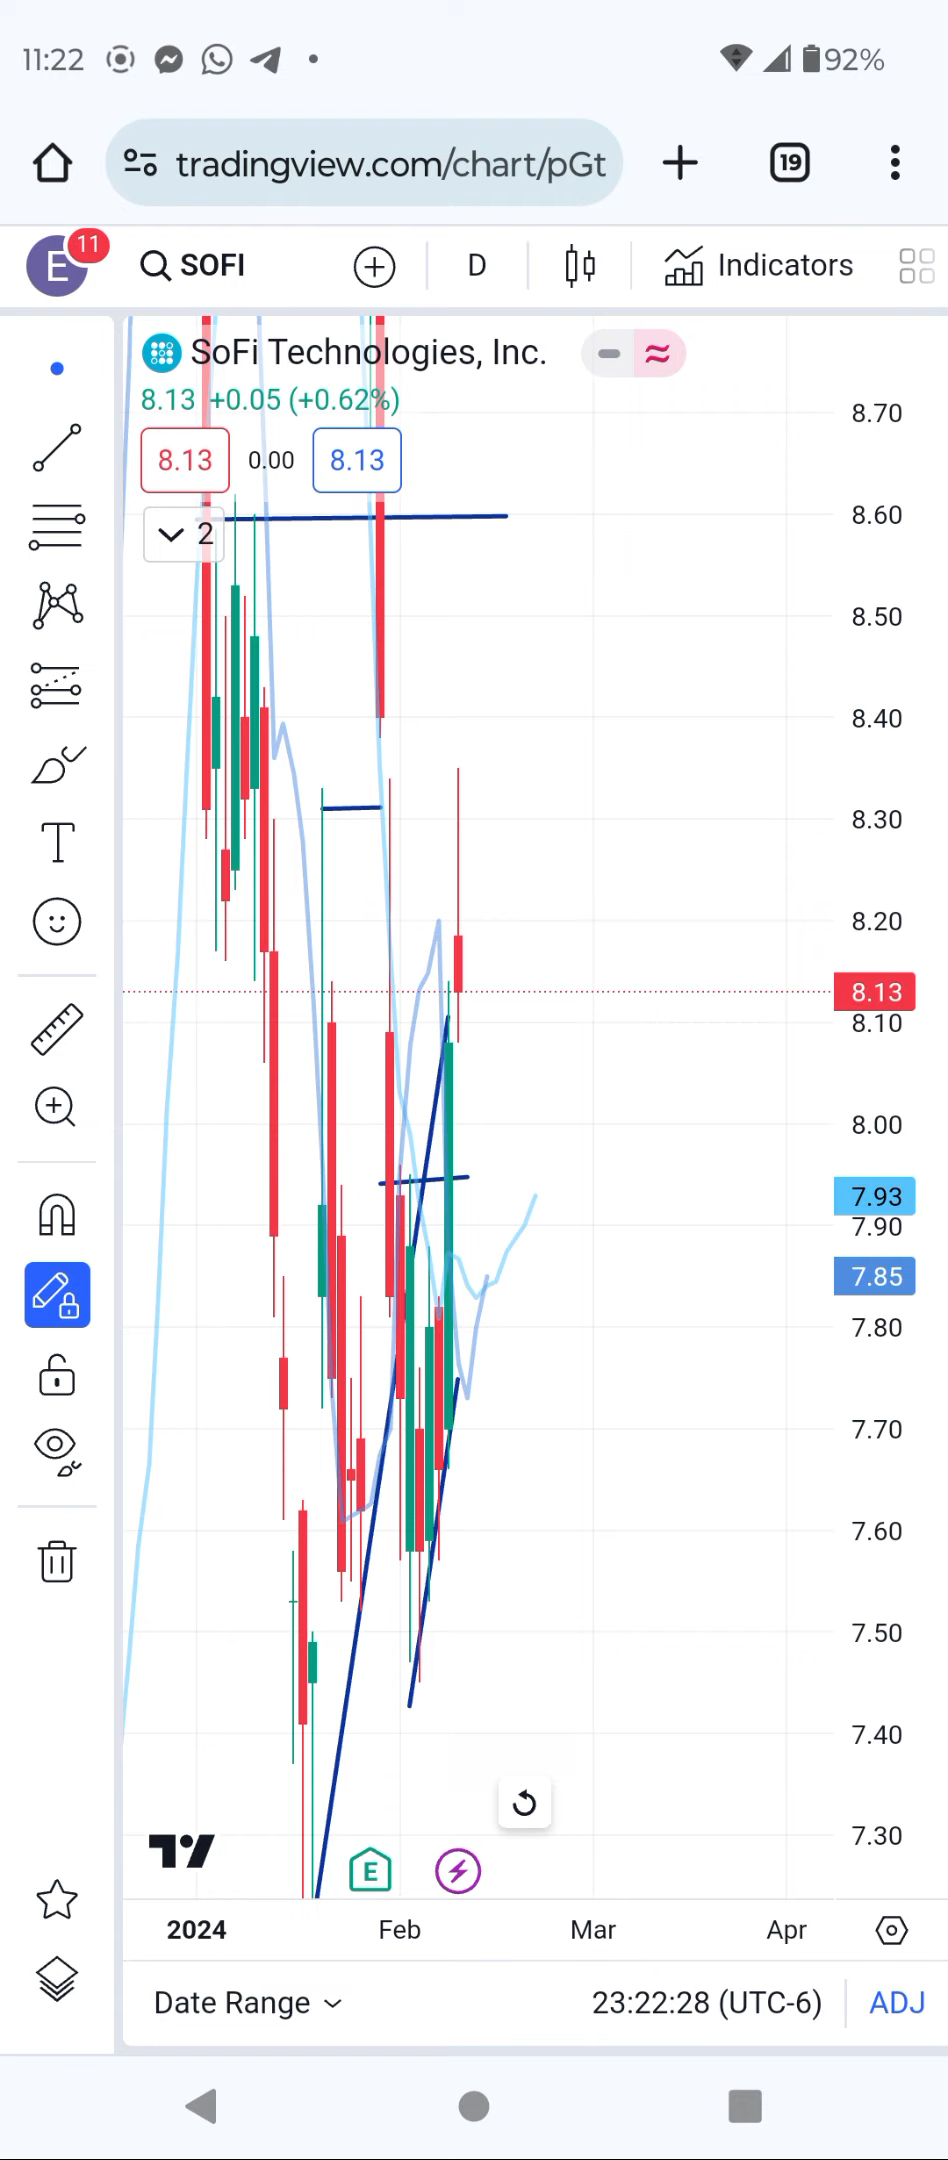 11:22 92%
tradingview.com/chart/pGt 19
E 11 SOFI D Indicators
SoFi Technologies, Inc.
8.13 +0.05 (+0.62%)
8.13 0.00 8.13
2
8.70
8.60
8.50
8.40
8.30
8.20
8.13
8.10
8.00
7.93
7.90
7.85
7.80
7.70
7.60
7.50
7.40
7.30
E
2024 Feb Mar Apr
Date Range 23:22:28 (UTC-6) ADJ